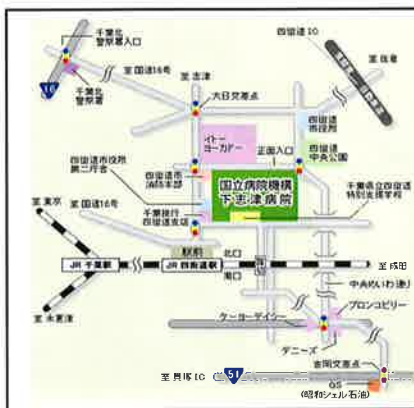 千葉北
警察署入口
四街道IC
至 佐倉
至 国道16号
至 志津
16
千葉北
警察署
大日交差点
四街道
市役所
イトー
ヨーカドー
四街道
中央公園
正面入口
四街道市役所
第二庁舎
四街道市
消防本部
国立病院機構
下志津病院
千葉県立四街道
特別支援学校
至 東京
至 国道16号
千葉銀行
四街道支店
駅前
北口
JR 千葉駅
JR 四街道駅
南口
至 成田
中央めいわ通り
至 木更津
ブロンコビリー
ケーヨーデイツー
デニーズ
吉岡交差点
至 貝塚IC
51
GS
(昭和シェル石油)